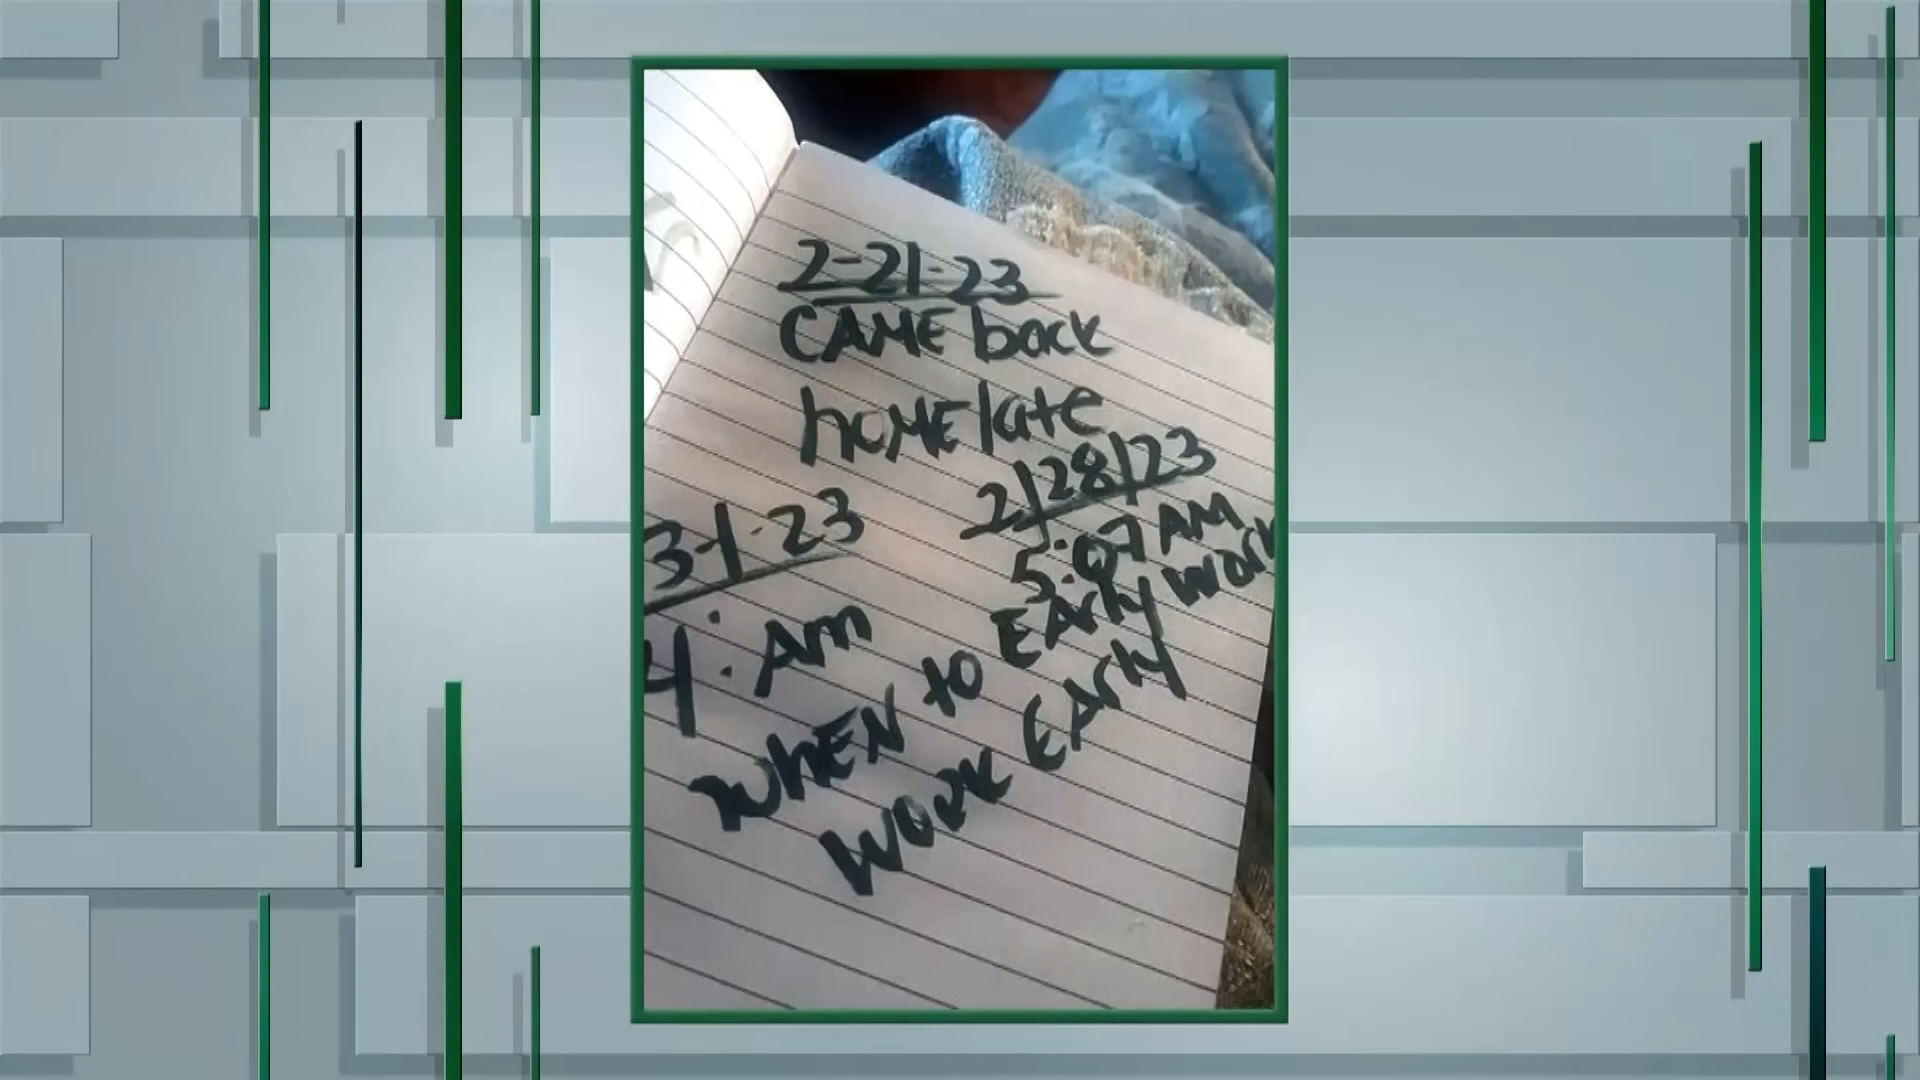 2-21-23
CAME back
hOME late
2/28/23
5:07 AM
EArly Work
3-1-23
4: Am
WhEN to
WORK EArly